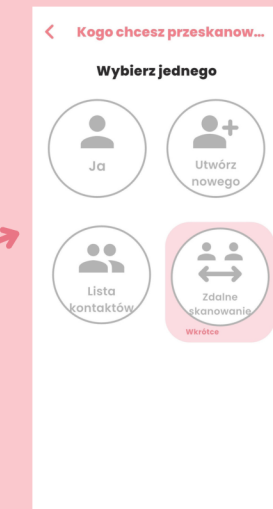 Kogo chcesz przeskanow...
Wybierz jednego
Ja
Utwórz
nowego
Lista
kontaktów
Zdalne
skanowanie
Wkrótce